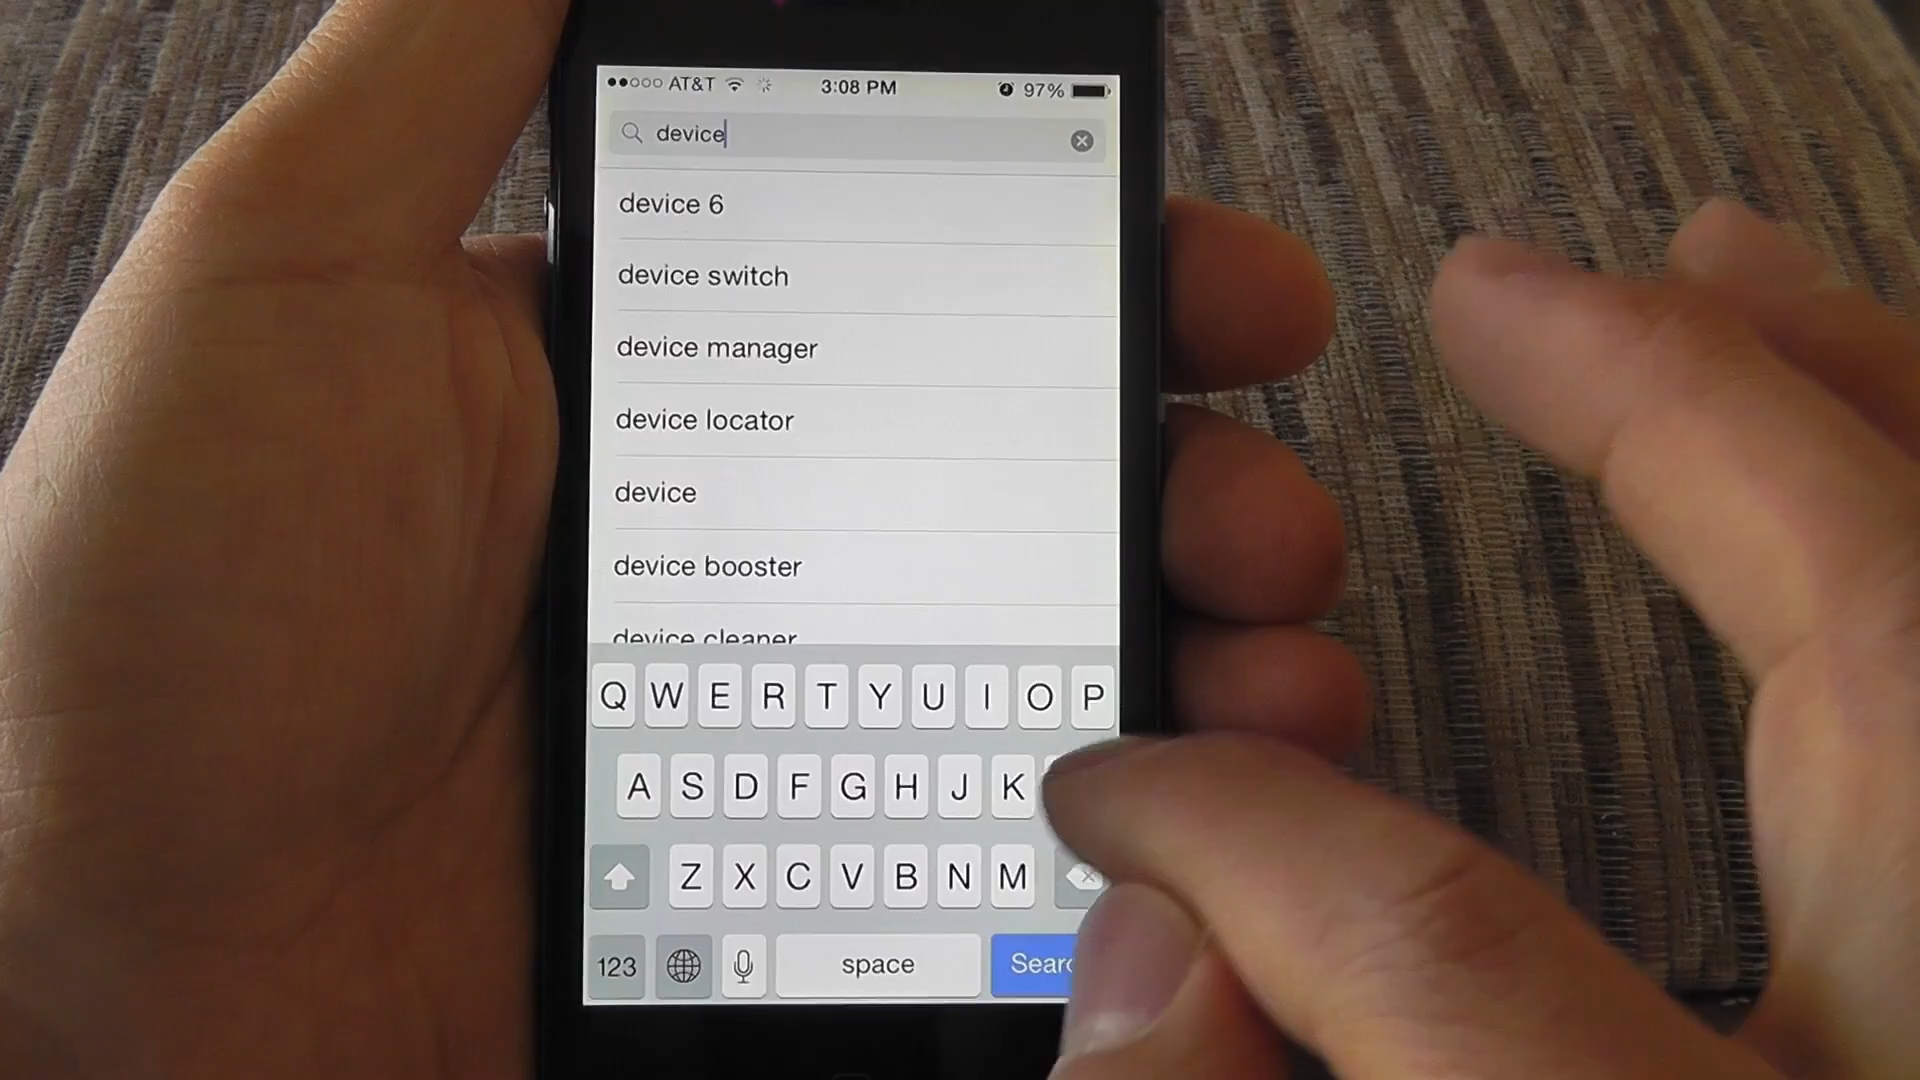 AT&T 3:08 PM 97%
device
device 6
device switch
device manager
device locator
device
device booster
device cleaner
Q W E R T Y U I O P
A S D F G H J K
Z X C V B N M
123 space Searc